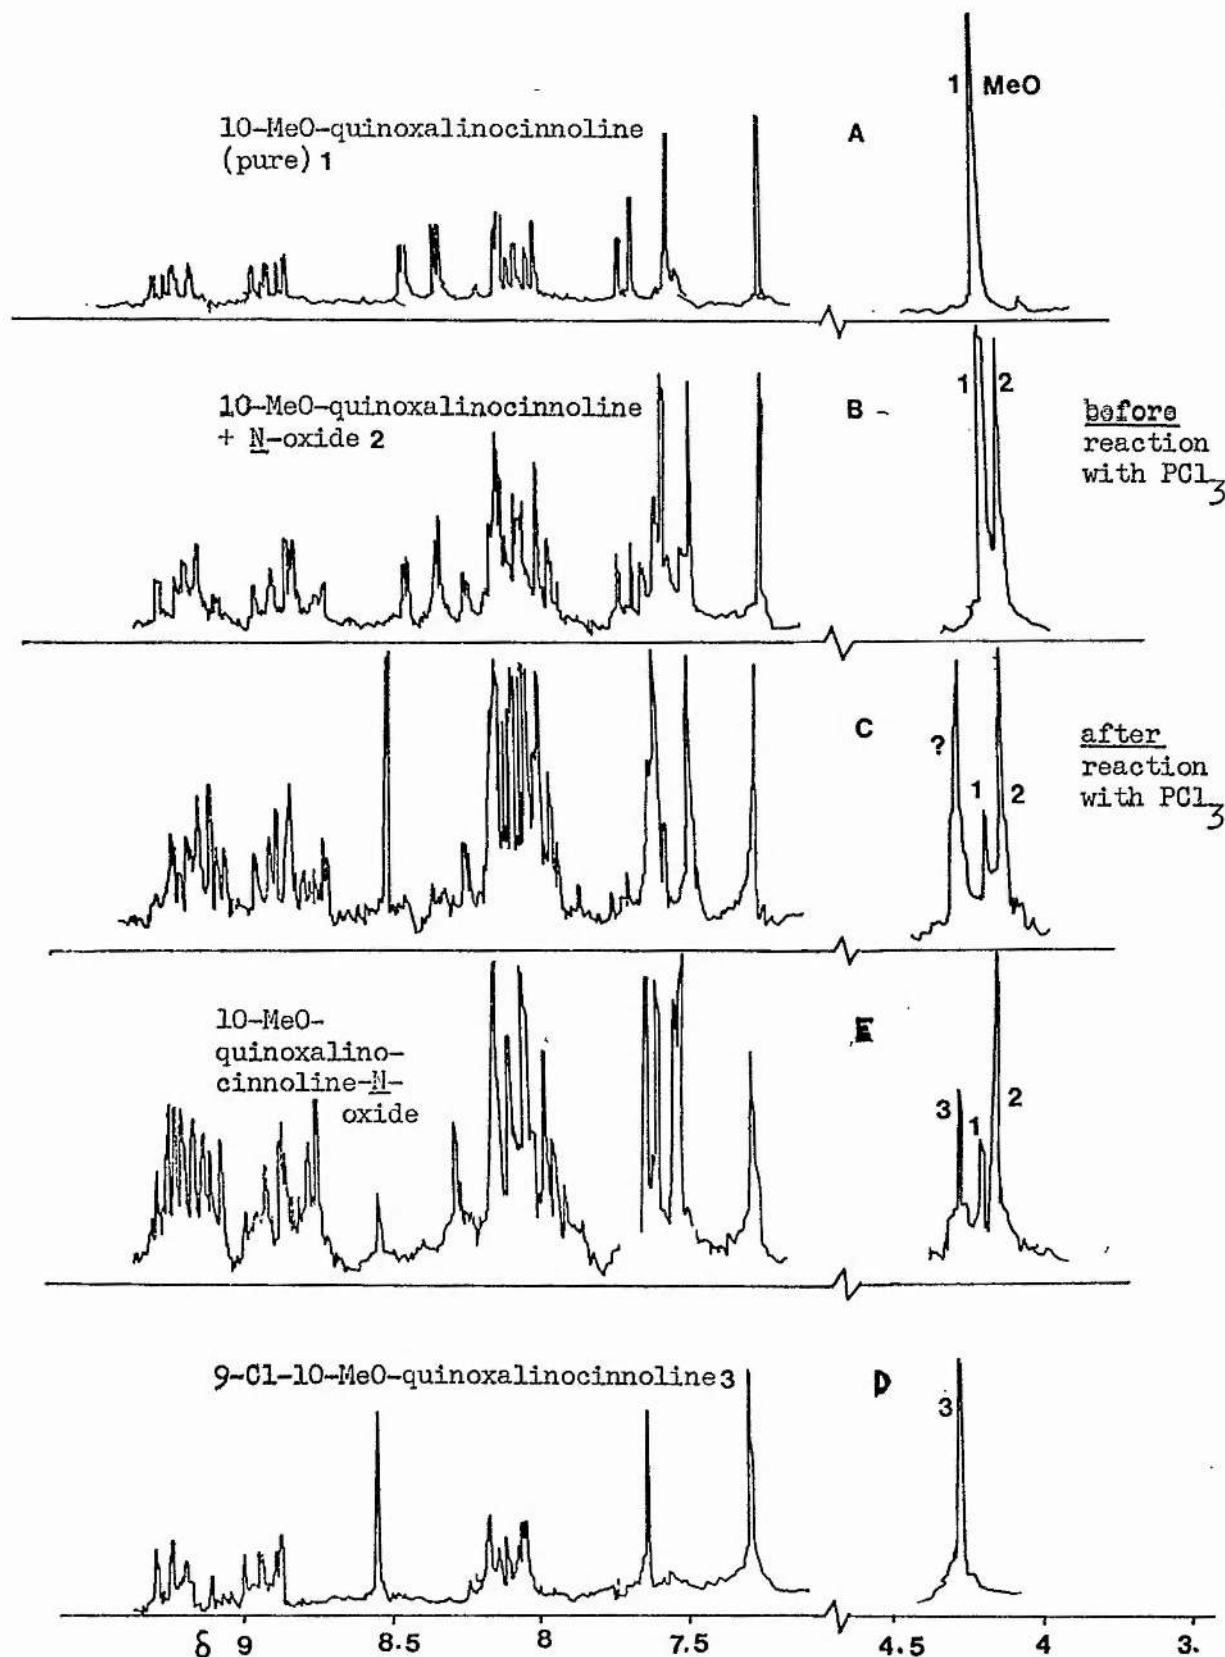 10-MeO-quinoxalinocinnoline
(pure) 1
A
1 MeO
10-MeO-quinoxalinocinnoline
+ N-oxide 2
B
1 2
before
reaction
with PCl3
C
? 1 2
after
reaction
with PCl3
10-MeO-
quinoxalino-
cinnoline-N-
oxide
E
3 1 2
9-Cl-10-MeO-quinoxalinocinnoline 3
D
3
δ 9 8.5 8 7.5 4.5 4 3.